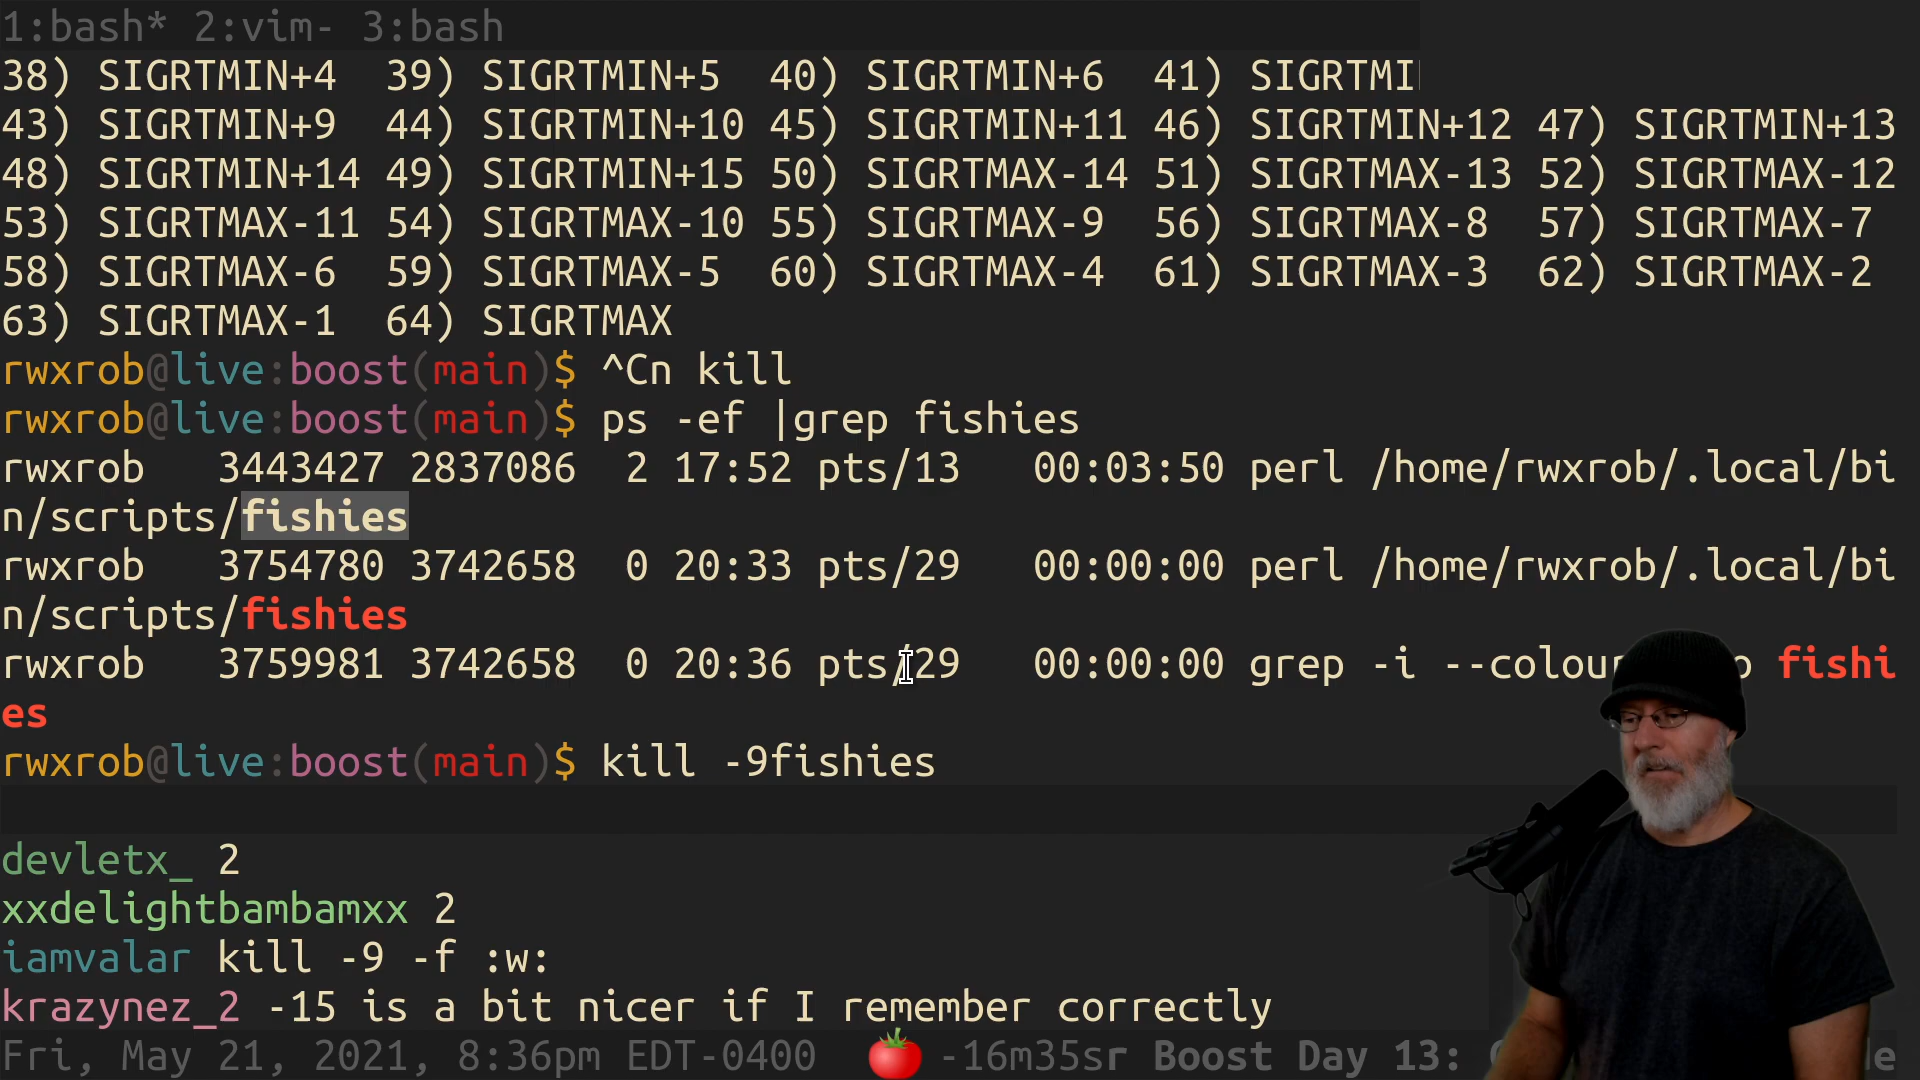 1:bash* 2:vim- 3:bash
38) SIGRTMIN+4  39) SIGRTMIN+5  40) SIGRTMIN+6  41) SIGRTMI
43) SIGRTMIN+9  44) SIGRTMIN+10 45) SIGRTMIN+11 46) SIGRTMIN+12 47) SIGRTMIN+13
48) SIGRTMIN+14 49) SIGRTMIN+15 50) SIGRTMAX-14 51) SIGRTMAX-13 52) SIGRTMAX-12
53) SIGRTMAX-11 54) SIGRTMAX-10 55) SIGRTMAX-9  56) SIGRTMAX-8  57) SIGRTMAX-7
58) SIGRTMAX-6  59) SIGRTMAX-5  60) SIGRTMAX-4  61) SIGRTMAX-3  62) SIGRTMAX-2
63) SIGRTMAX-1  64) SIGRTMAX
rwxrob@live:boost(main)$ ^Cn kill
rwxrob@live:boost(main)$ ps -ef |grep fishies
rwxrob   3443427 2837086  2 17:52 pts/13   00:03:50 perl /home/rwxrob/.local/bi
n/scripts/fishies
rwxrob   3754780 3742658  0 20:33 pts/29   00:00:00 perl /home/rwxrob/.local/bi
n/scripts/fishies
rwxrob   3759981 3742658  0 20:36 pts/29   00:00:00 grep -i --colour o fishi
es
rwxrob@live:boost(main)$ kill -9fishies
devletx_ 2
xxdelightbambamxx 2
iamvalar kill -9 -f :w:
krazynez_2 -15 is a bit nicer if I remember correctly
Fri, May 21, 2021, 8:36pm EDT-0400 🍅 -16m35sr Boost Day 13: